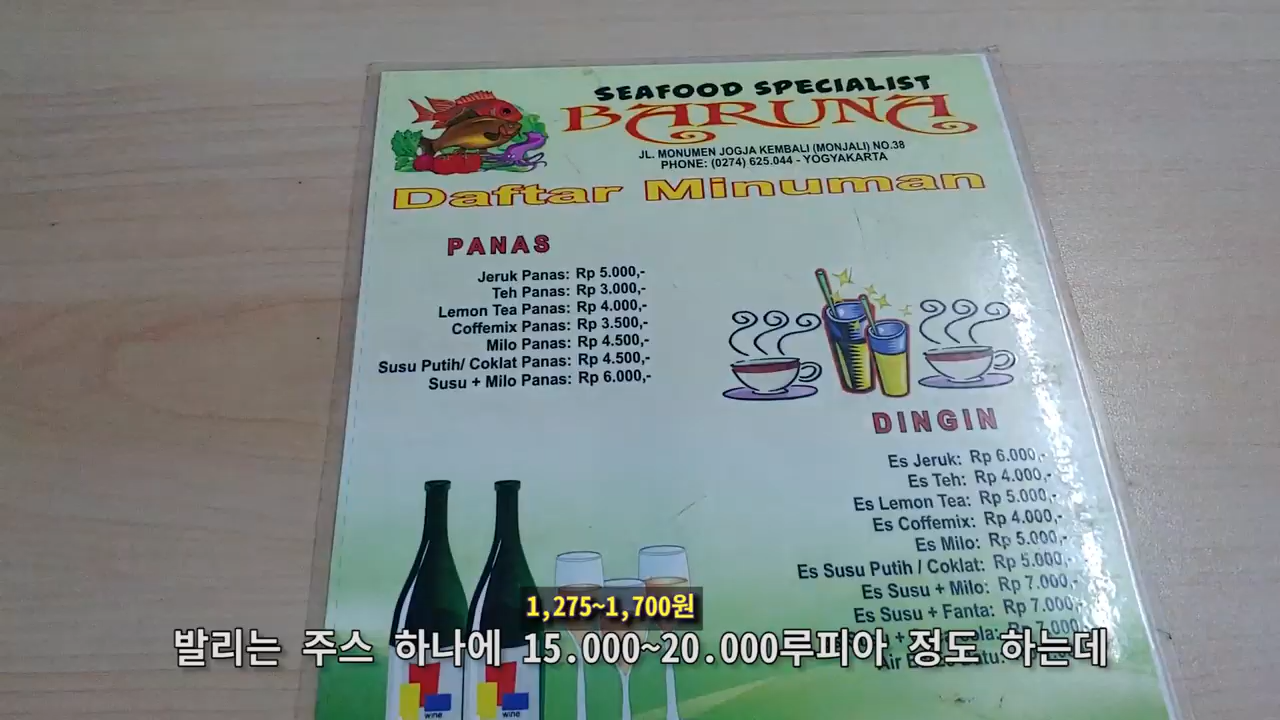 SEAFOOD SPECIALIST
BARUNA
JL. MONUMEN JOGJA KEMBALI (MONJALI) NO.38
PHONE: (0274) 625.044 - YOGYAKARTA
Daftar Minuman
PANAS
Jeruk Panas: Rp 5.000,-
Teh Panas: Rp 3.000,-
Lemon Tea Panas: Rp 4.000,-
Coffemix Panas: Rp 3.500,-
Milo Panas: Rp 4.500,-
Susu Putih/ Coklat Panas: Rp 4.500,-
Susu + Milo Panas: Rp 6.000,-
DINGIN
Es Jeruk: Rp 6.000,-
Es Teh: Rp 4.000,-
Es Lemon Tea: Rp 5.000,-
Es Coffemix: Rp 4.000,-
Es Milo: Rp 5.000,-
Es Susu Putih / Coklat: Rp 5.000,-
Es Susu + Milo: Rp 7.000,-
Es Susu + Fanta: Rp 7.000,-
Rp 7.000,-
Air
wine
wine
1,275~1,700원
발리는 주스 하나에 15.000~20.000루피아 정도 하는데